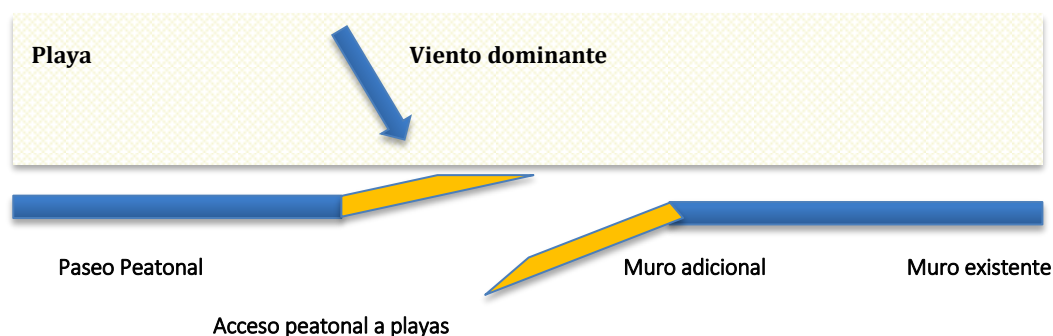 Playa
Viento dominante
Paseo Peatonal
Muro adicional
Muro existente
Acceso peatonal a playas